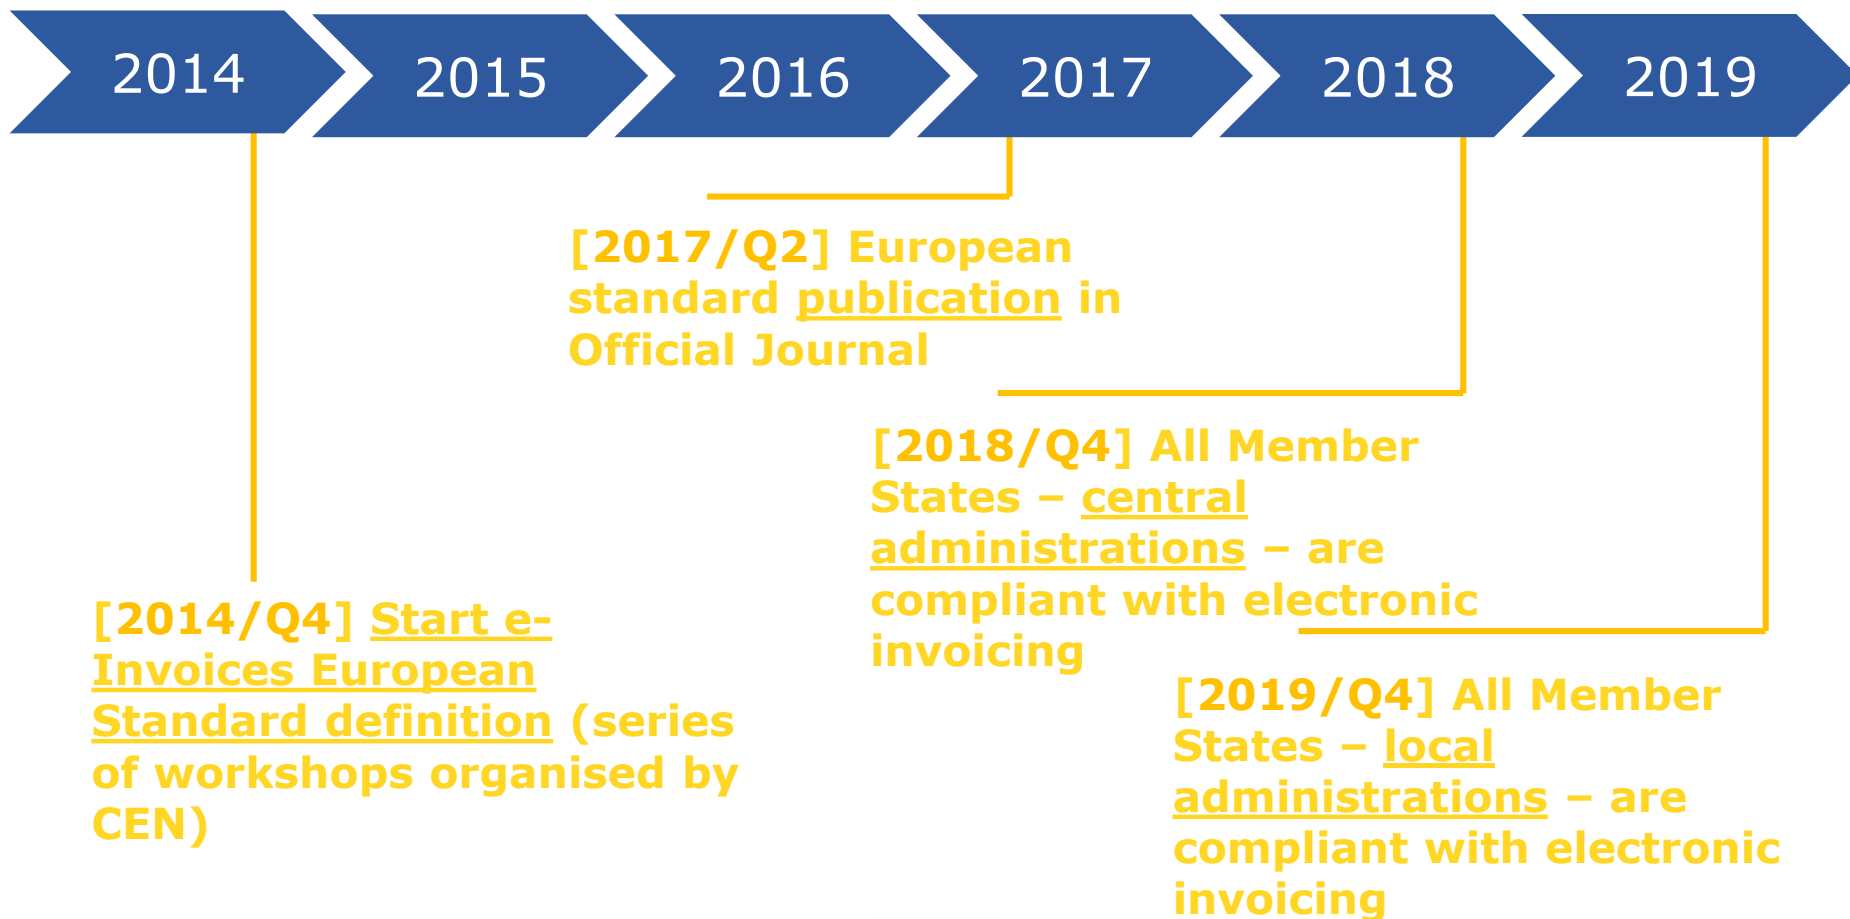 2014
2015
2016
2017
2018
2019
[2017/Q2] European
standard publication in
Official Journal
[2018/Q4] All Member
States – central
administrations – are
compliant with electronic
invoicing
[2014/Q4] Start e-
Invoices European
Standard definition (series
of workshops organised by
CEN)
[2019/Q4] All Member
States – local
administrations – are
compliant with electronic
invoicing